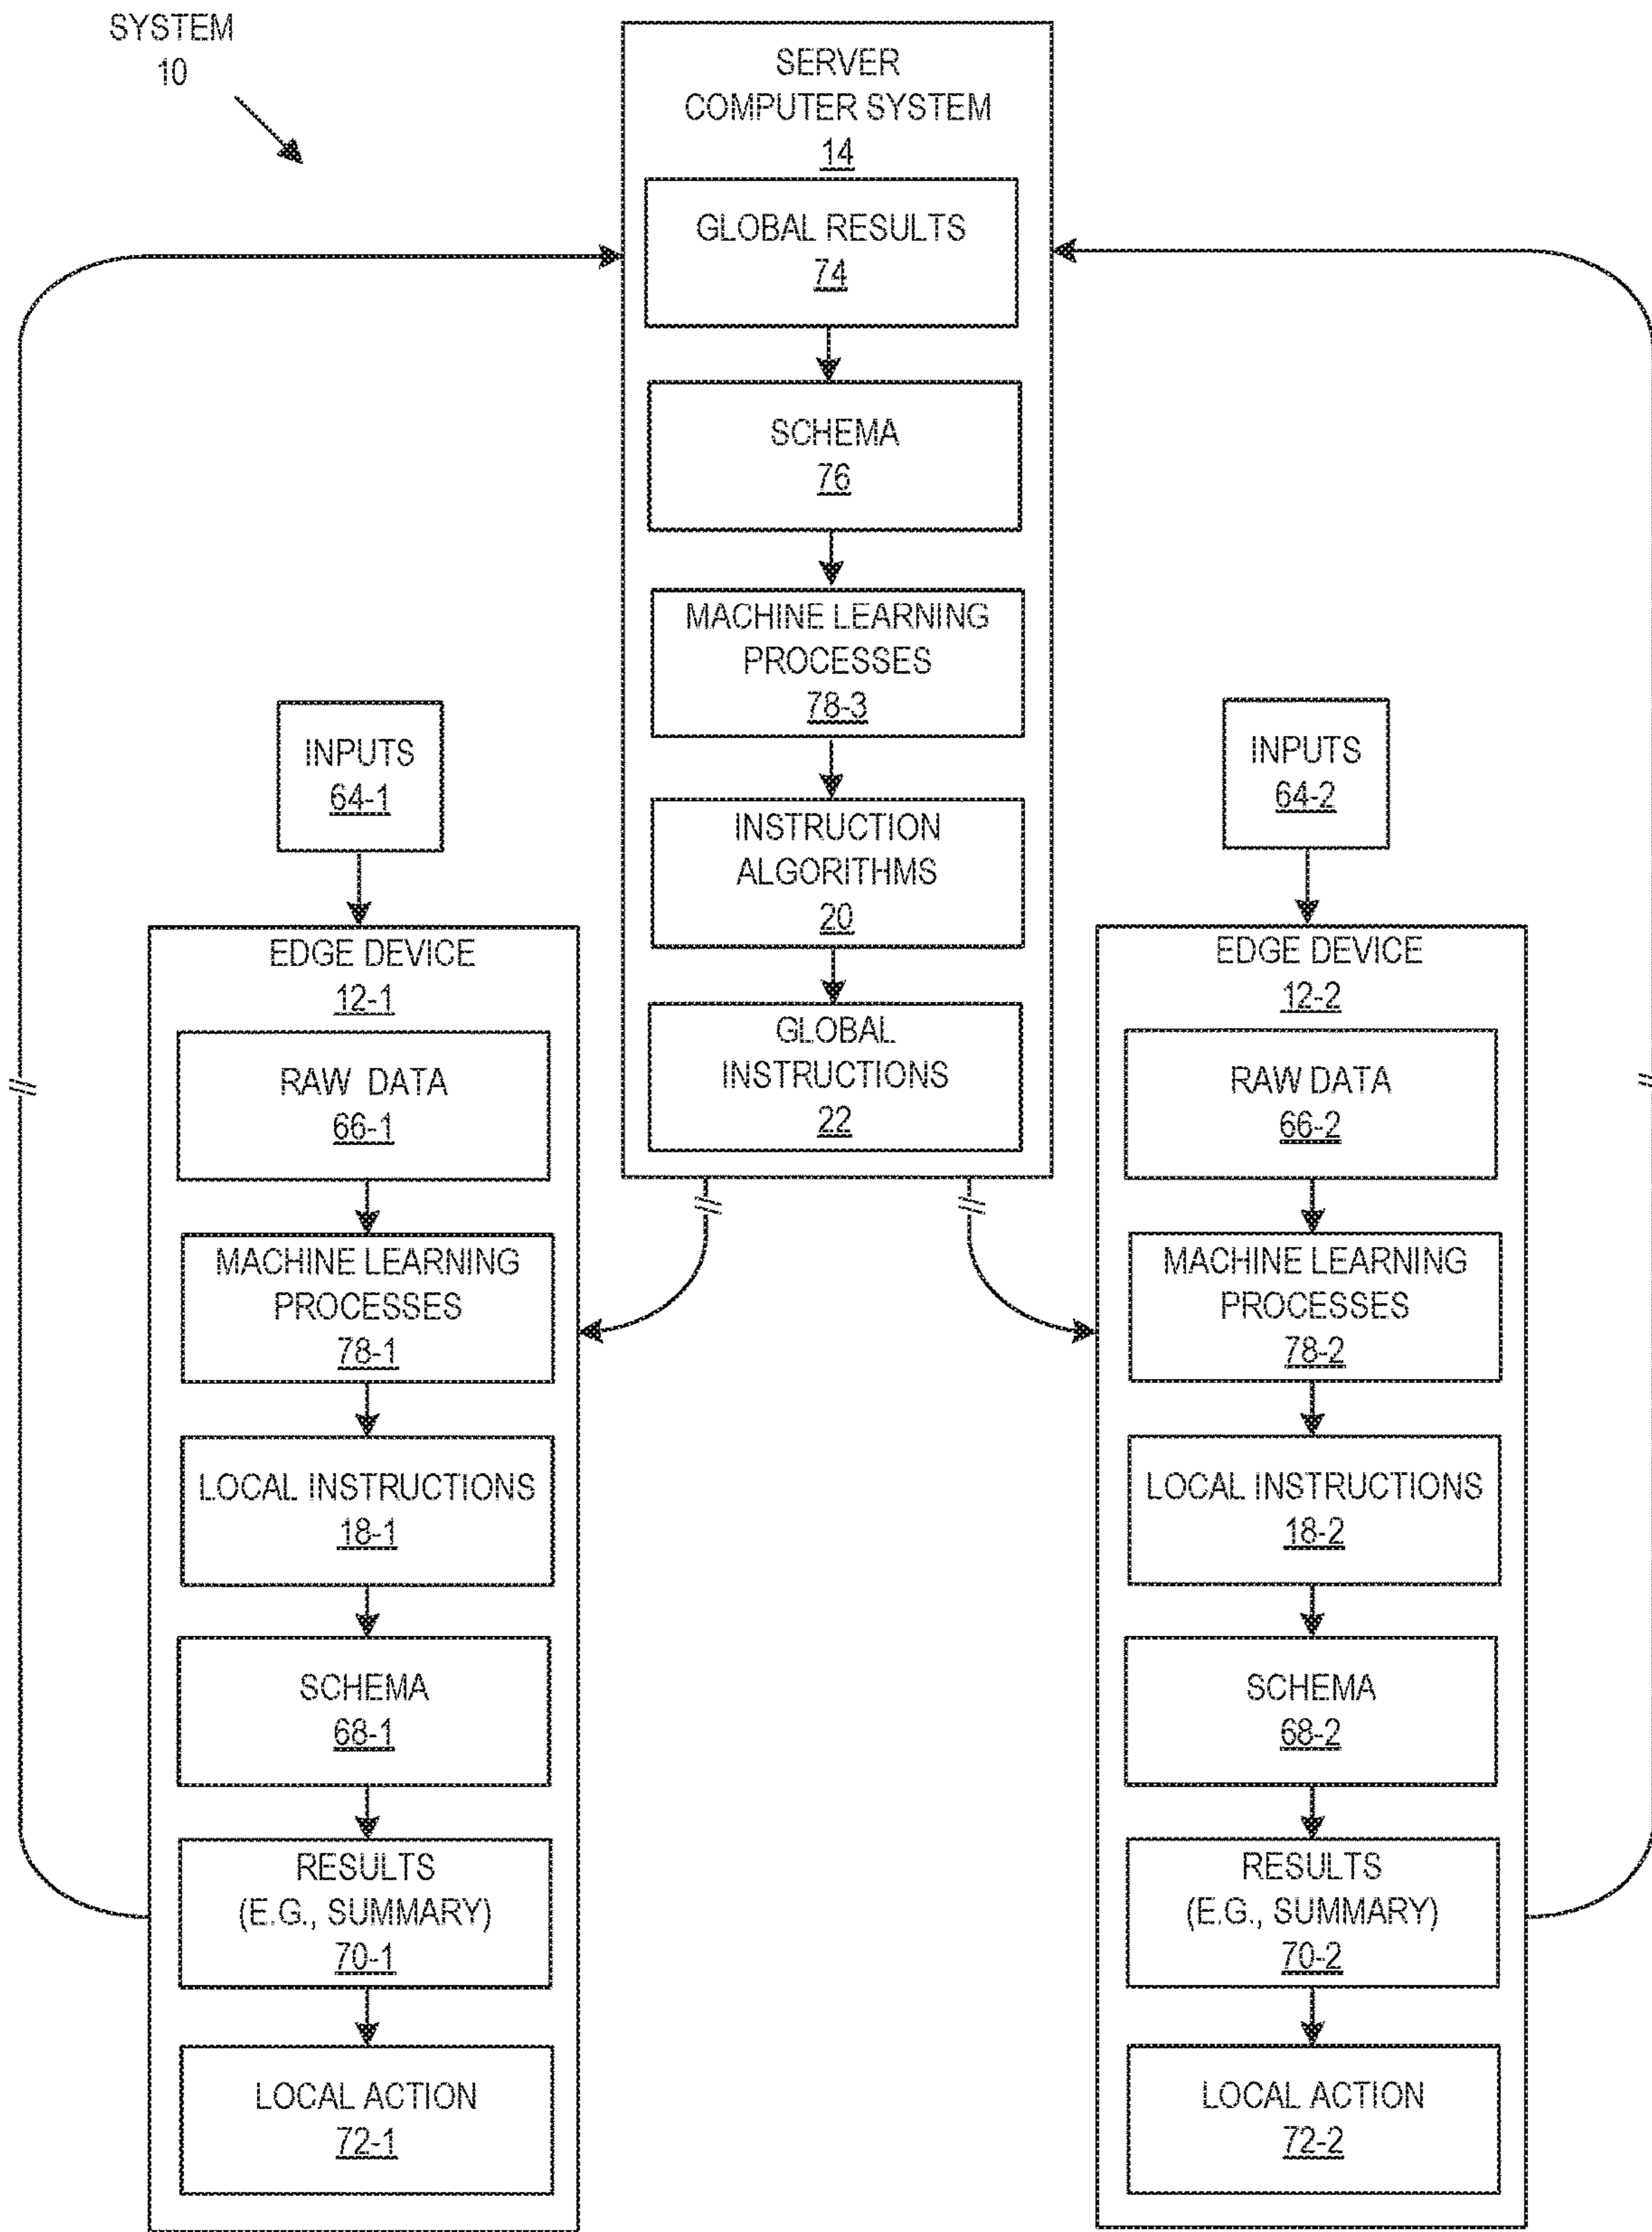 SYSTEM
10
SERVER
COMPUTER SYSTEM
14
GLOBAL RESULTS
74
SCHEMA
76
MACHINE LEARNING
PROCESSES
78-3
INSTRUCTION
ALGORITHMS
20
GLOBAL
INSTRUCTIONS
22
INPUTS
64-1
EDGE DEVICE
12-1
RAW DATA
66-1
MACHINE LEARNING
PROCESSES
78-1
LOCAL INSTRUCTIONS
18-1
SCHEMA
68-1
RESULTS
(E.G., SUMMARY)
70-1
LOCAL ACTION
72-1
INPUTS
64-2
EDGE DEVICE
12-2
RAW DATA
66-2
MACHINE LEARNING
PROCESSES
78-2
LOCAL INSTRUCTIONS
18-2
SCHEMA
68-2
RESULTS
(E.G., SUMMARY)
70-2
LOCAL ACTION
72-2